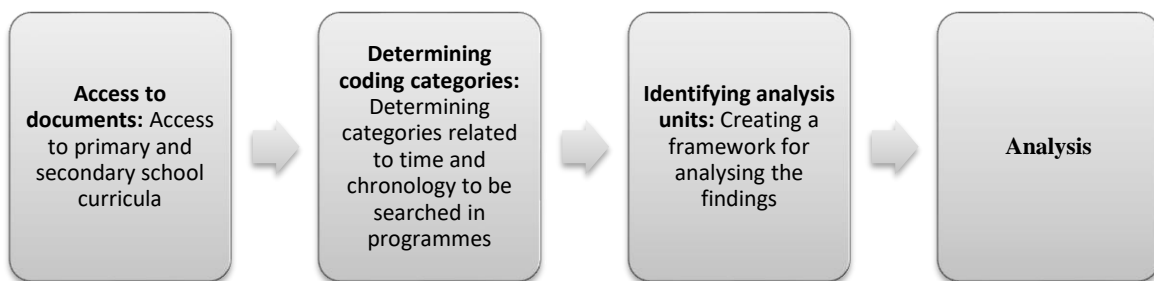 Access to
documents: Access
to primary and
secondary school
curricula
Determining
coding categories:
Determining
categories related
to time and
chronology to be
searched in
programmes
Identifying analysis
units: Creating a
framework for
analysing the
findings
Analysis